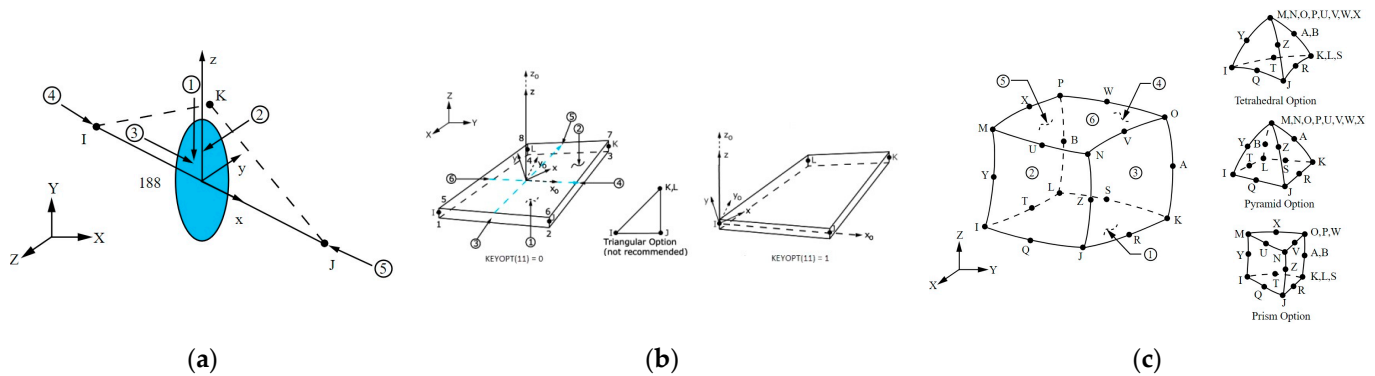 z
①
K
④
②
I
③
y
188
x
Y
X
Z
J
⑤
(a)
z₀
z
Z
Y
X
⑤
②
8
7
L
K
4
3
y₀
y
x
x₀
⑥
④
5
I
6
1
J
2
③
①
K,L
I
J
Triangular Option
(not recommended)
KEYOPT(11) = 0
z₀
z
L
K
y₀
y
x
I
J
x₀
KEYOPT(11) = 1
(b)
⑤
P
W
④
X
O
⑥
M
B
V
U
N
A
Y
②
③
L
S
Z
T
K
I
R
Q
J
①
Z
Y
X
M,N,O,P,U,V,W,X
Y
A,B
Z
K,L,S
I
T
R
Q
J
Tetrahedral Option
M,N,O,P,U,V,W,X
Y
B
A
Z
T
L
S
K
I
R
Q
J
Pyramid Option
X
M
O,P,W
U
V
Y
N
A,B
Z
I
T
K,L,S
Q
R
J
Prism Option
(c)